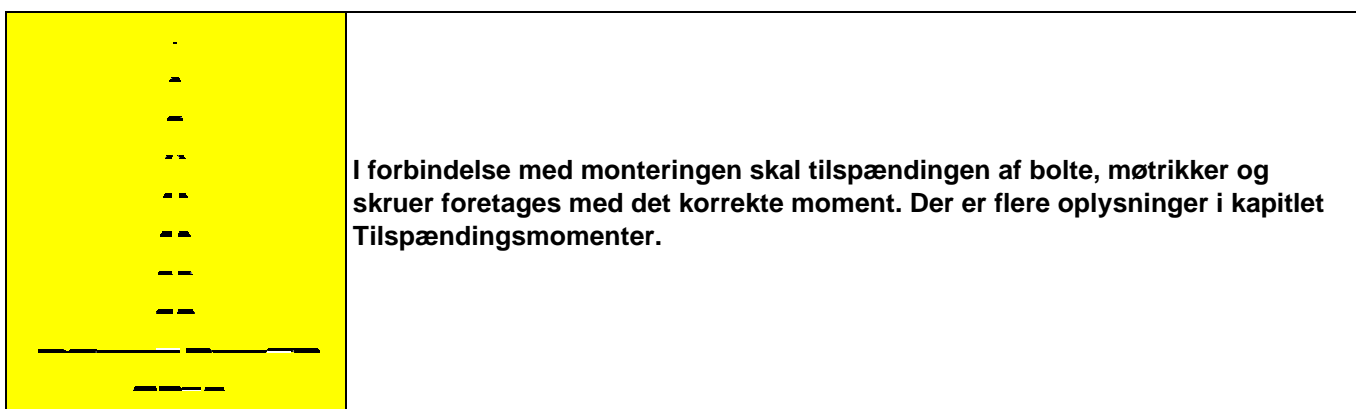 I forbindelse med monteringen skal tilspændingen af bolte, møtrikker og
skruer foretages med det korrekte moment. Der er flere oplysninger i kapitlet
Tilspændingsmomenter.